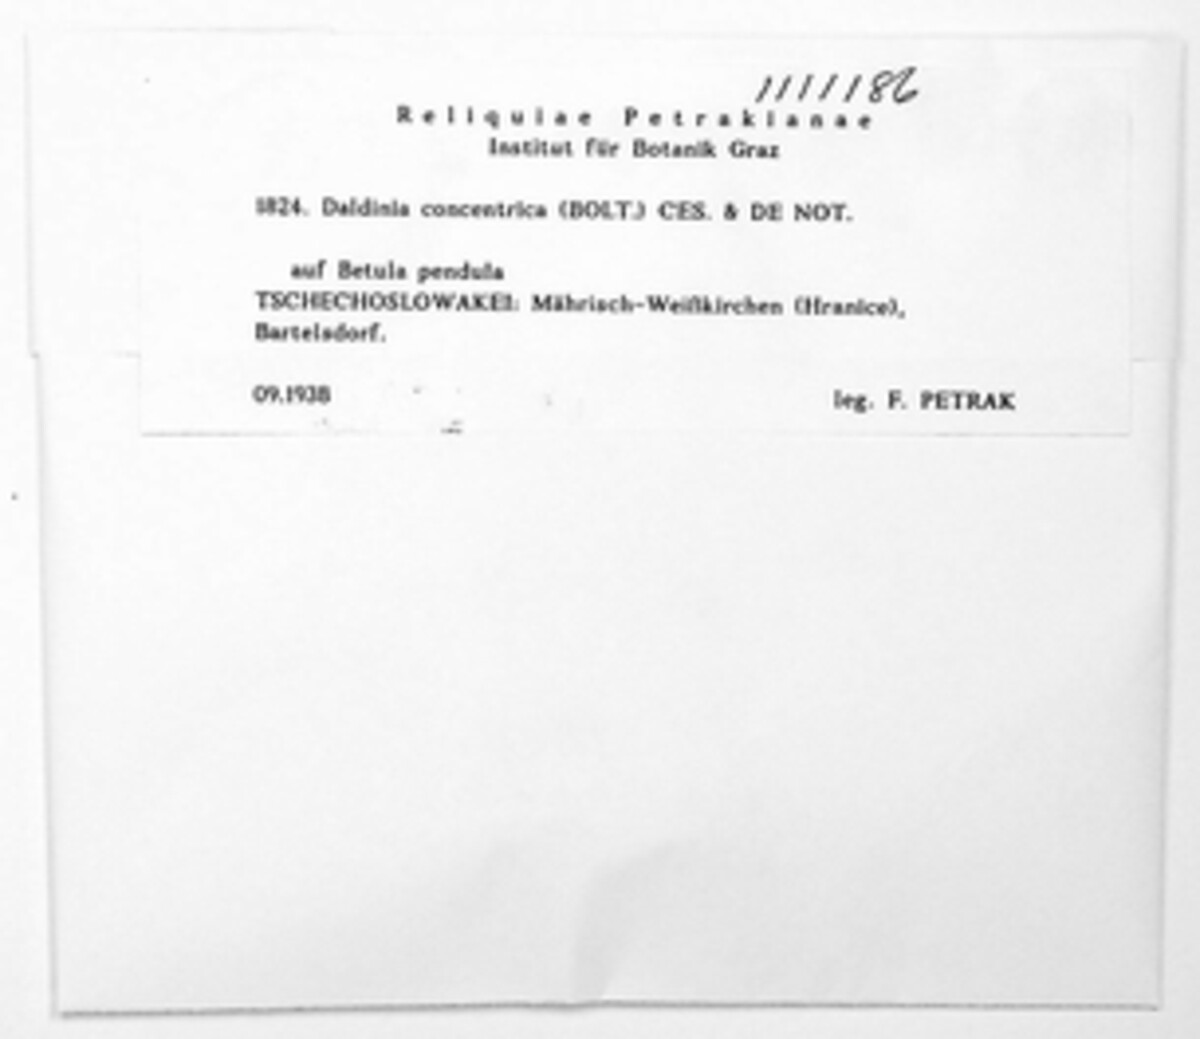 1111186
Reliquiae Petrakianae
Institut für Botanik Graz
1824. Daldinia concentrica (BOLT.) CES. & DE NOT.
auf Betula pendula
TSCHECHOSLOWAKEI: Mährisch-Weißkirchen (Hranice),
Bartelsdorf.
09.1938
leg. F. PETRAK